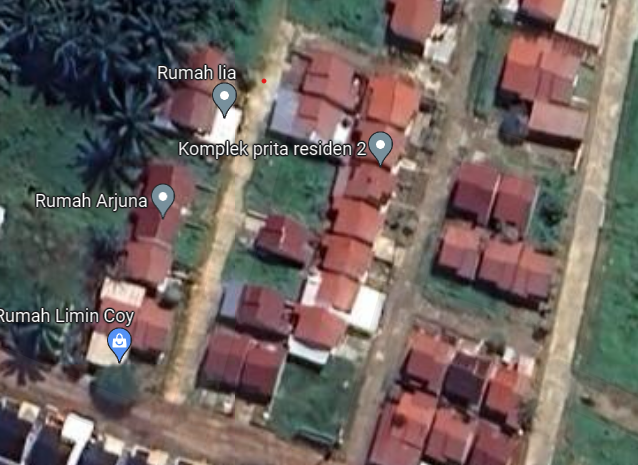 Rumah lia
Komplek prita residen 2
Rumah Arjuna
Rumah Limin Coy